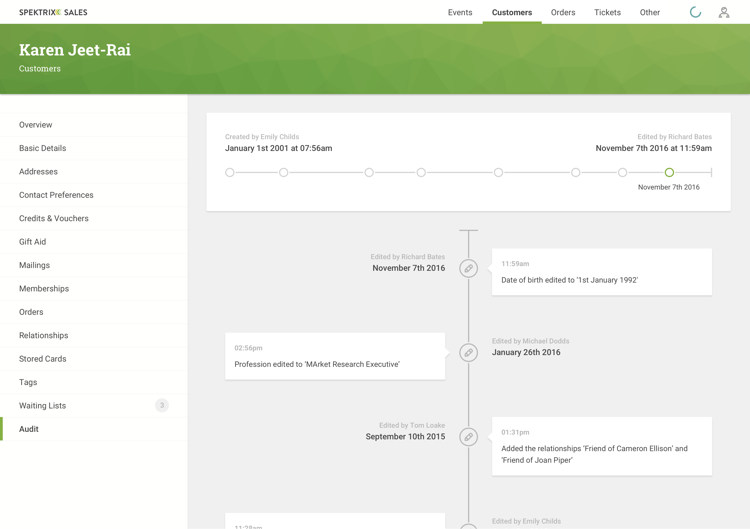 SPEKTRIX SALES
Events
Customers
Orders
Tickets
Other
Karen Jeet-Rai
Customers
Overview
Basic Details
Addresses
Contact Preferences
Credits & Vouchers
Gift Aid
Mailings
Memberships
Orders
Relationships
Stored Cards
Tags
Waiting Lists 3
Audit
Created by Emily Childs
January 1st 2001 at 07:56am
Edited by Richard Bates
November 7th 2016 at 11:59am
November 7th 2016
Edited by Richard Bates
November 7th 2016
11:59am
Date of birth edited to '1st January 1992'
02:56pm
Profession edited to 'MArket Research Executive'
Edited by Michael Dodds
January 26th 2016
Edited by Tom Loake
September 10th 2015
01:31pm
Added the relationships 'Friend of Cameron Ellison' and
'Friend of Joan Piper'
11:28am
Edited by Emily Childs